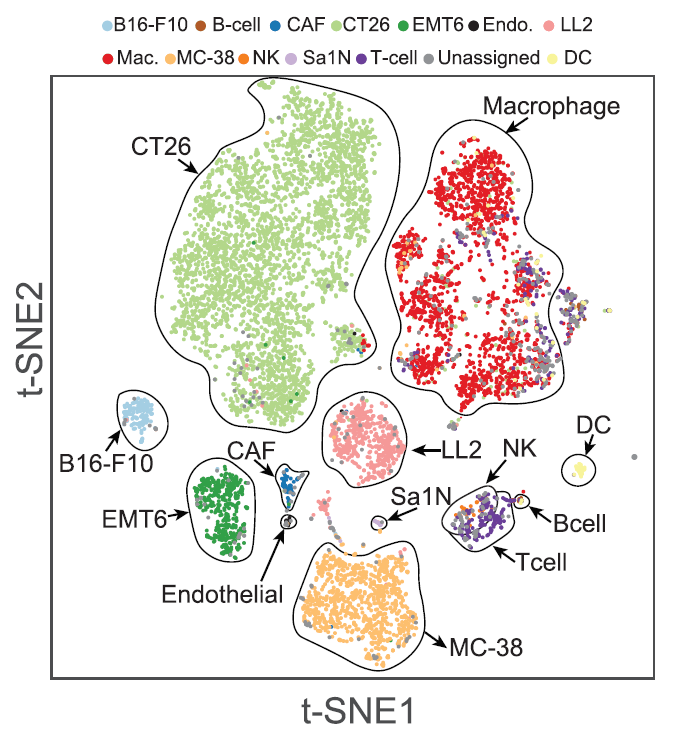 B16-F10 B-cell CAF CT26 EMT6 Endo. LL2
Mac. MC-38 NK Sa1N T-cell Unassigned DC
Macrophage
CT26
t-SNE2
DC
B16-F10
CAF
LL2
NK
Sa1N
EMT6
Bcell
Tcell
Endothelial
MC-38
t-SNE1